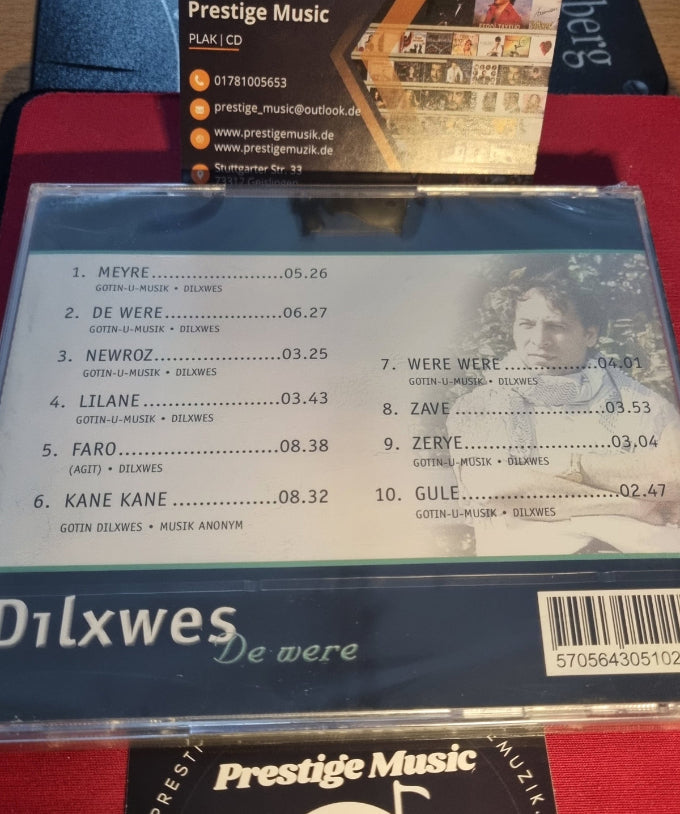 Prestige Music
PLAK | CD
01781005653
prestige_music@outlook.de
www.prestigemusik.de
www.prestigemuzik.de
Stuttgarter Str. 33
73312 Geislingen
berg
1. MEYRE.......................05.26
GOTIN-U-MUSIK • DILXWES
2. DE WERE....................06.27
GOTIN-U-MUSIK • DILXWES
3. NEWROZ......................03.25
GOTIN-U-MUSIK • DILXWES
4. LILANE........................03.43
GOTIN-U-MUSIK • DILXWES
5. FARO...........................08.38
(AGIT) • DILXWES
6. KANE KANE ..................08.32
GOTIN DILXWES • MUSIK ANONYM
7. WERE WERE ................04.01
GOTIN-U-MUSIK • DILXWES
8. ZAVE ..........................03.53
9. ZERYE.........................03.04
GOTIN-U-MUSIK • DILXWES
10. GULE...........................02.47
GOTIN-U-MUSIK • DILXWES
Dılxwes
De were
570564305102
Prestige Music